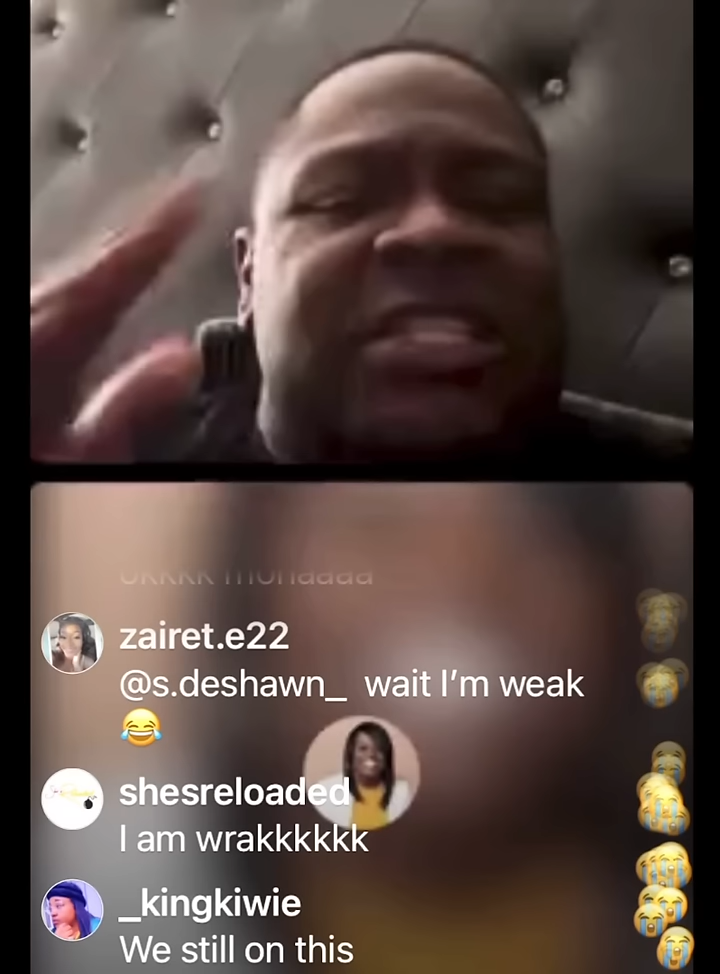 zairet.e22
@s.deshawn_ wait I'm weak
😂
shesreloaded
I am wrakkkkkk
_kingkiwie
We still on this